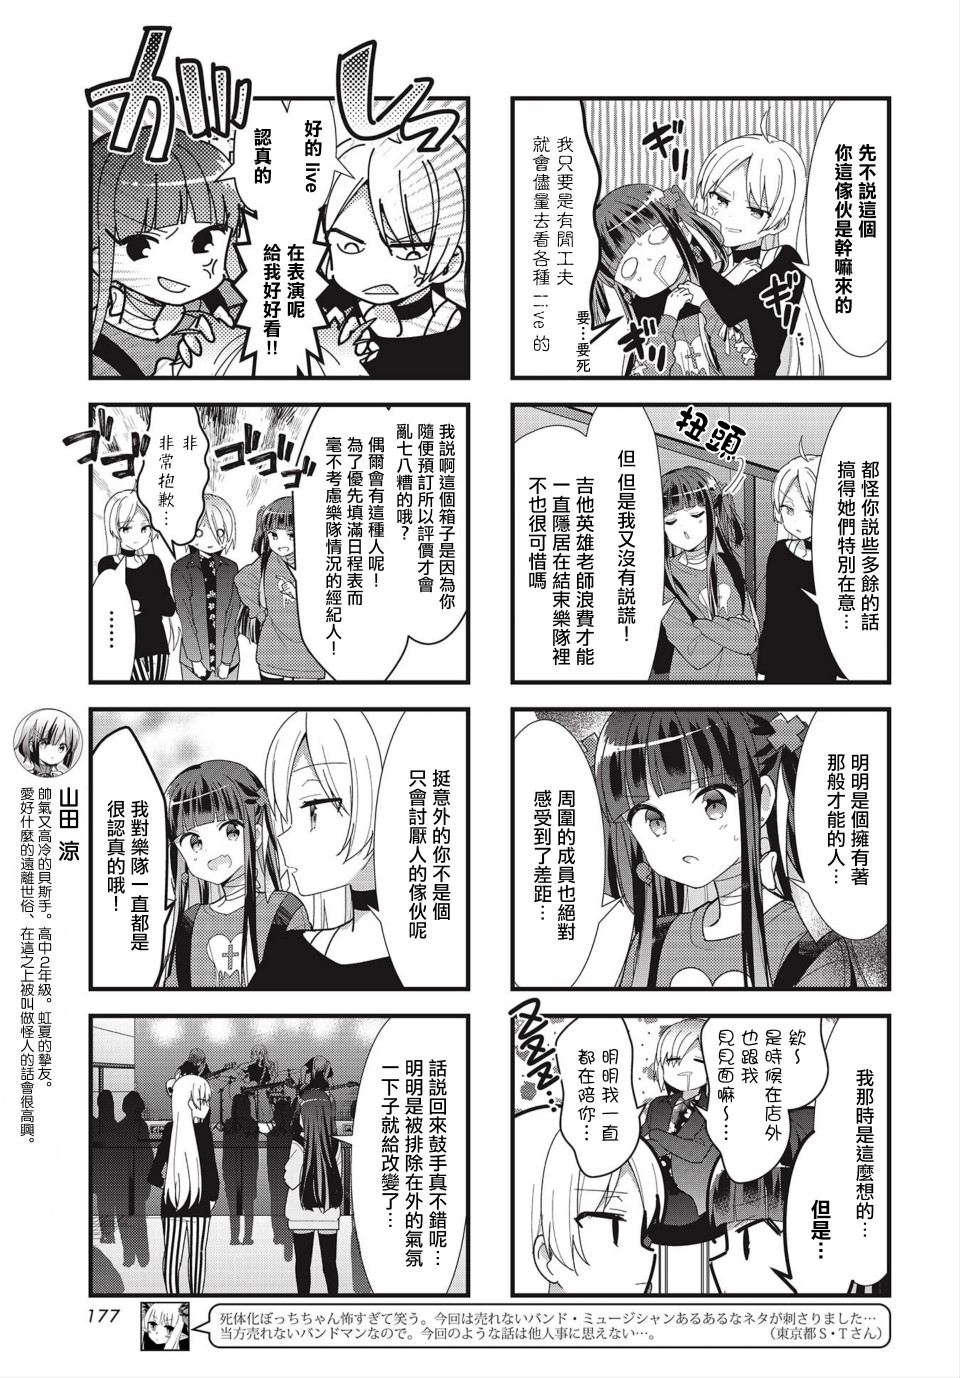 先不說這個
你這傢伙是幹嘛來的
ギギギ
我只要是有閒工夫
就會儘量去看各種live的
要…要死
ギギギ
都怪你說些多餘的話
搞得她們特別在意…
扭頭
但 但是我又沒有說謊！
吉他英雄老師浪費才能
一直隱居在結束樂隊裡
不也很可惜嗎
明明是個擁有著
那般才能的人…
周圍的成員也絕對
感受到了差距…
我那時是這麼想的…
但是…
欸～
是時候在店外
也跟我
見見面嘛～
明明我一直
都在陪你…
好的 live
認真的
在表演呢
給我好好看!!
我說啊這個箱子是因為你
隨便預訂所以評價才會
亂七八糟的哦？
偶爾會有這種人呢！
為了優先填滿日程表而
毫不考慮樂隊情況的經紀人！
ゴゴゴ
非
非常抱歉…
ゴゴゴ
……
挺意外的你不是個
只會討厭人的傢伙呢
我對樂隊一直都是
很認真的哦！
話說回來鼓手真不錯呢…
明明是被排除在外的氣氛
一下子就給改變了…
山田 涼
帥氣又高冷的貝斯手。高中2年級。虹夏的摯友。
愛好什麼的遠離世俗、在這之上被叫做怪人的話會很高興。
177
死体化ぼっちちゃん怖すぎて笑う。今回は売れないバンド・ミュージシャンあるあるなネタが刺さりました…
当方売れないバンドマンなので。今回のような話は他人事に思えない…。
（東京都 S・Tさん）